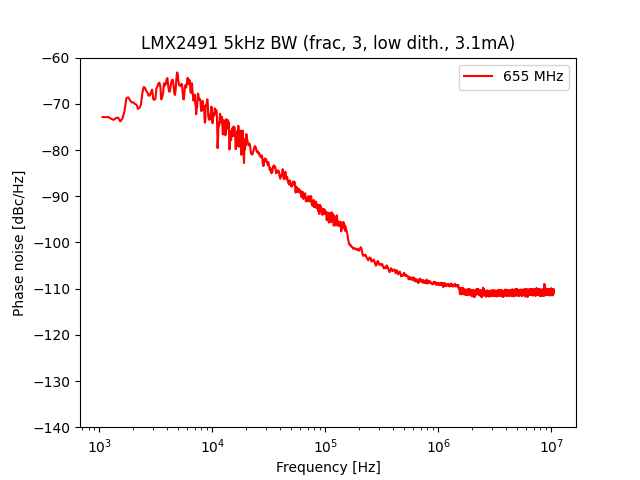 LMX2491 5kHz BW (frac, 3, low dith., 3.1mA)
655 MHz
Phase noise [dBc/Hz]
−60
−70
−80
−90
−100
−110
−120
−130
−140
10³ 10⁴ 10⁵ 10⁶ 10⁷
Frequency [Hz]